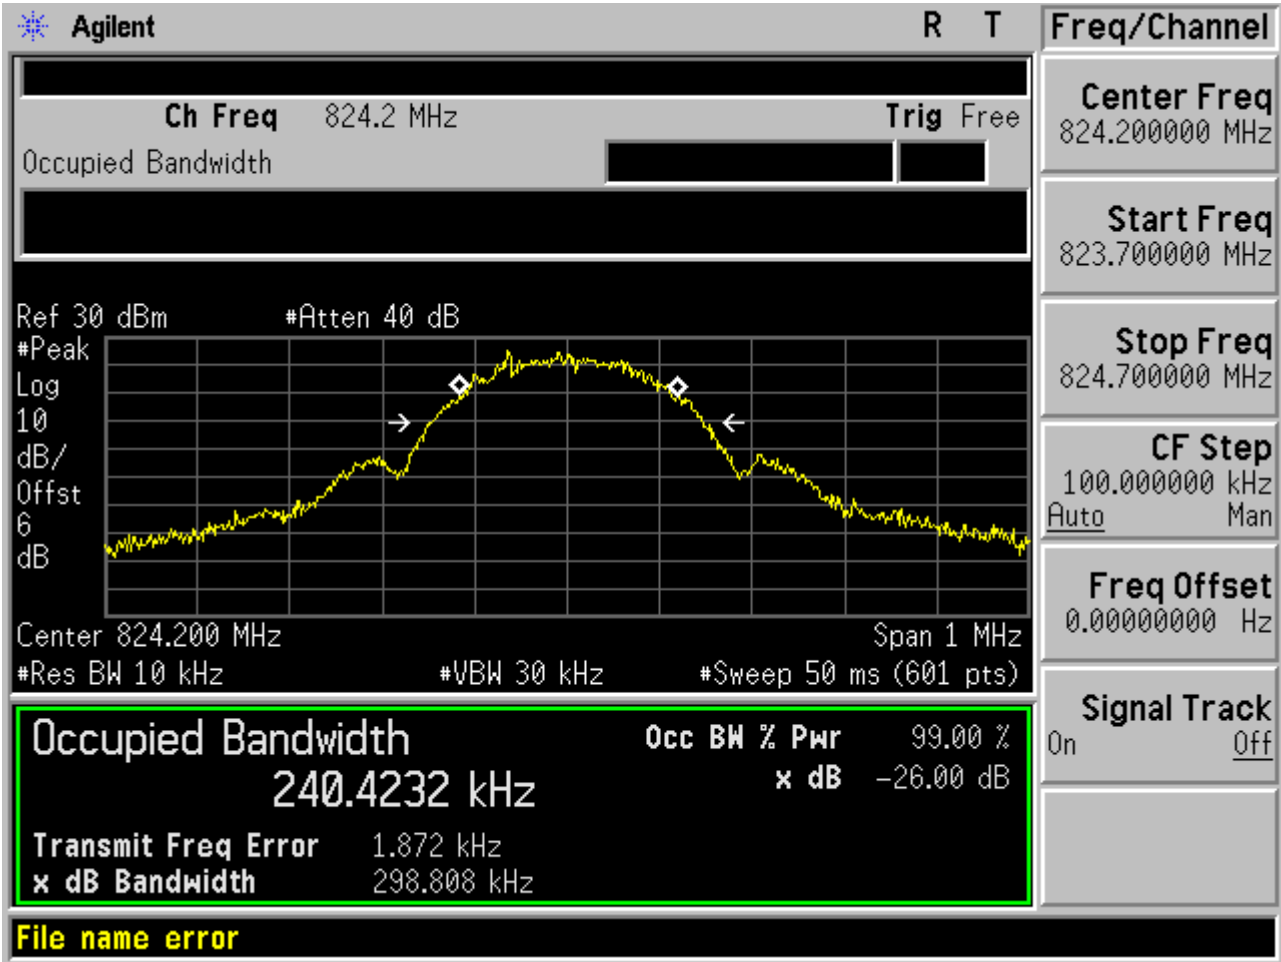 Agilent R T Freq/Channel
Ch Freq 824.2 MHz Trig Free
Occupied Bandwidth
Center Freq
824.200000 MHz
Start Freq
823.700000 MHz
Stop Freq
824.700000 MHz
CF Step
100.000000 kHz
Auto Man
Freq Offset
0.00000000 Hz
Signal Track
On Off
Ref 30 dBm #Atten 40 dB
#Peak
Log
10
dB/
Offst
6
dB
Center 824.200 MHz Span 1 MHz
#Res BW 10 kHz #VBW 30 kHz #Sweep 50 ms (601 pts)
Occupied Bandwidth Occ BW % Pwr 99.00 %
240.4232 kHz x dB -26.00 dB
Transmit Freq Error 1.872 kHz
x dB Bandwidth 298.808 kHz
File name error